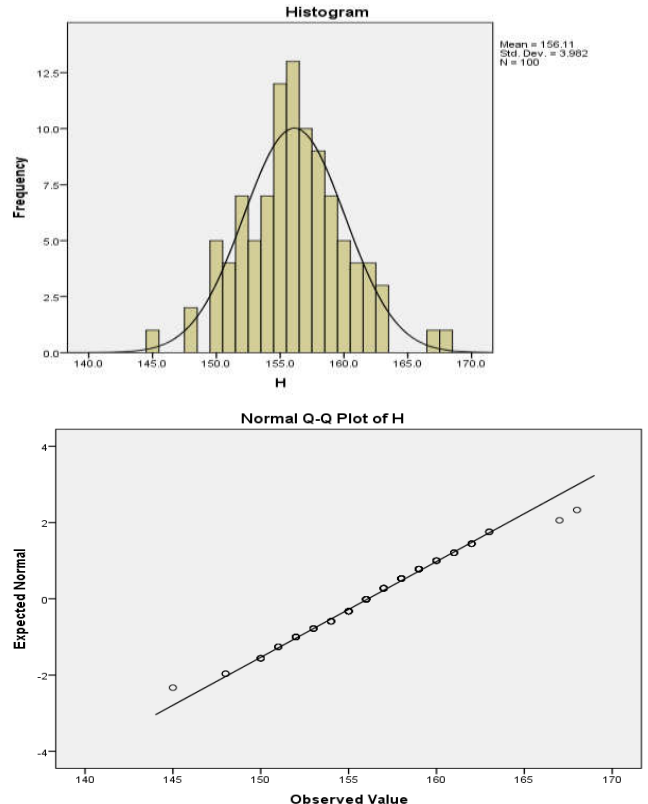 Histogram
Mean = 156.11
Std. Dev. = 3.982
N = 100
12.5
10.0
7.5
5.0
2.5
0.0
Frequency
140.0 145.0 150.0 155.0 160.0 165.0 170.0
H
Normal Q-Q Plot of H
4
2
0
-2
-4
Expected Normal
140 145 150 155 160 165 170
Observed Value